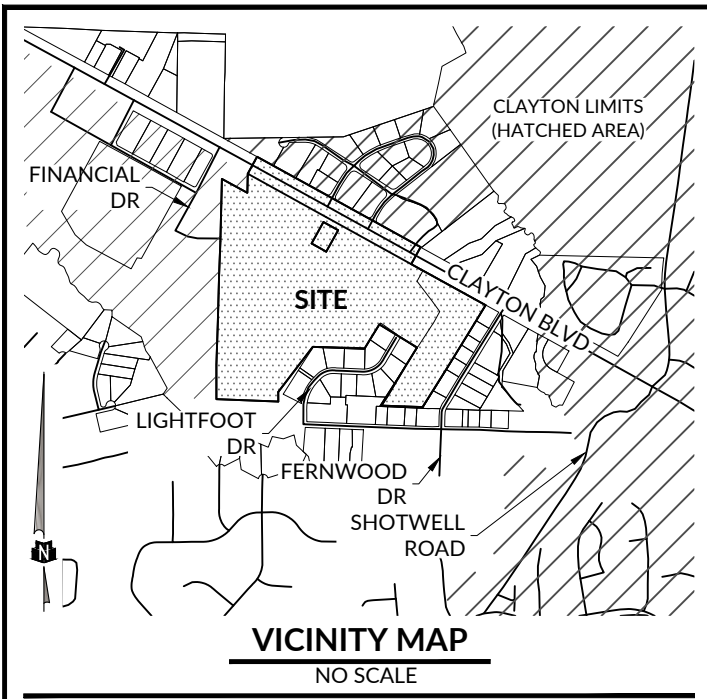 CLAYTON LIMITS
(HATCHED AREA)
FINANCIAL
DR
SITE
CLAYTON BLVD
LIGHTFOOT
DR
FERNWOOD
DR
SHOTWELL
ROAD
N
VICINITY MAP
NO SCALE